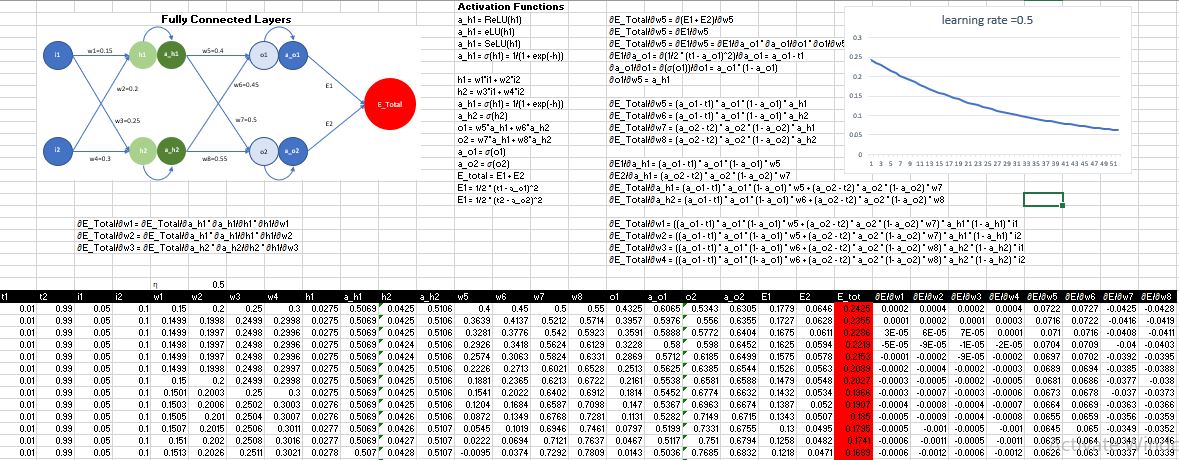 Fully Connected Layers
i1
h1
a_h1
o1
a_o1
w1=0.15
w5=0.4
w2=0.2
w6=0.45
E1
E_Total
w3=0.25
w7=0.5
E2
i2
h2
a_h2
o2
a_o2
w4=0.3
w8=0.55
Activation Functions
a_h1 = ReLU(h1)
a_h1 = eLU(h1)
a_h1 = SeLU(h1)
a_h1 = σ(h1) = 1/(1 + exp(-h))
h1 = w1*i1 + w2*i2
h2 = w3*i1 + w4*i2
a_h1 = σ(h1) = 1/(1 + exp(-h))
a_h2 = σ(h2)
o1 = w5*a_h1 + w6*a_h2
o2 = w7*a_h1 + w8*a_h2
a_o1 = σ(o1)
a_o2 = σ(o2)
E_total = E1 + E2
E1 = 1/2 * (t1 - a_o1)^2
E1 = 1/2 * (t2 - a_o2)^2
∂E_Total/∂w5 = ∂(E1 + E2)/∂w5
∂E_Total/∂w5 = ∂E1/∂w5
∂E_Total/∂w5 = ∂E1/∂w5 = ∂E1/∂a_o1*∂a_o1/∂o1*∂o1/∂w5
∂E1/∂a_o1 = ∂(1/2 * (t1 - a_o1)^2)/∂a_o1 = a_o1 - t1
∂a_o1/∂o1 = ∂(σ(o1))/∂o1 = a_o1 * (1 - a_o1)
∂o1/∂w5 = a_h1
∂E_Total/∂w5 = (a_o1 - t1) * a_o1 * (1 - a_o1) * a_h1
∂E_Total/∂w6 = (a_o1 - t1) * a_o1 * (1 - a_o1) * a_h2
∂E_Total/∂w7 = (a_o2 - t2) * a_o2 * (1 - a_o2) * a_h1
∂E_Total/∂w8 = (a_o2 - t2) * a_o2 * (1 - a_o2) * a_h2
∂E1/∂a_h1 = (a_o1 - t1) * a_o1 * (1 - a_o1) * w5
∂E2/∂a_h1 = (a_o2 - t2) * a_o2 * (1 - a_o2) * w7
∂E_Total/∂a_h1 = (a_o1 - t1) * a_o1 * (1 - a_o1) * w5 + (a_o2 - t2) * a_o2 * (1 - a_o2) * w7
∂E_Total/∂a_h2 = (a_o1 - t1) * a_o1 * (1 - a_o1) * w6 + (a_o2 - t2) * a_o2 * (1 - a_o2) * w8
learning rate =0.5
0.3
0.25
0.2
0.15
0.1
0.05
0
1 3 5 7 9 11 13 15 17 19 21 23 25 27 29 31 33 35 37 39 41 43 45 47 49 51
∂E_Total/∂w1 = ∂E_Total/∂a_h1*∂a_h1/∂h1*∂h1/∂w1
∂E_Total/∂w2 = ∂E_Total/∂a_h1*∂a_h1/∂h1*∂h1/∂w2
∂E_Total/∂w3 = ∂E_Total/∂a_h2*∂a_h2/∂h2*∂h1/∂w3
∂E_Total/∂w1 = ((a_o1 - t1) * a_o1 * (1 - a_o1) * w5 + (a_o2 - t2) * a_o2 * (1 - a_o2) * w7) * a_h1 * (1 - a_h1) * i1
∂E_Total/∂w2 = ((a_o1 - t1) * a_o1 * (1 - a_o1) * w5 + (a_o2 - t2) * a_o2 * (1 - a_o2) * w7) * a_h1 * (1 - a_h1) * i2
∂E_Total/∂w3 = ((a_o1 - t1) * a_o1 * (1 - a_o1) * w6 + (a_o2 - t2) * a_o2 * (1 - a_o2) * w8) * a_h2 * (1 - a_h2) * i1
∂E_Total/∂w4 = ((a_o1 - t1) * a_o1 * (1 - a_o1) * w6 + (a_o2 - t2) * a_o2 * (1 - a_o2) * w8) * a_h2 * (1 - a_h2) * i2
η 0.5
t1 t2 i1 i2 w1 w2 w3 w4 h1 a_h1 h2 a_h2 w5 w6 w7 w8 o1 a_o1 o2 a_o2 E1 E2 E_tot ∂E/∂w1 ∂E/∂w2 ∂E/∂w3 ∂E/∂w4 ∂E/∂w5 ∂E/∂w6 ∂E/∂w7 ∂E/∂w8
0.01 0.99 0.05 0.1 0.15 0.2 0.25 0.3 0.0275 0.5069 0.0425 0.5106 0.4 0.45 0.5 0.55 0.4325 0.6065 0.5343 0.6305 0.1779 0.0646 0.2425 0.0002 0.0004 0.0002 0.0004 0.0722 0.0727 -0.0425 -0.0428
0.01 0.99 0.05 0.1 0.1499 0.1998 0.2499 0.2998 0.0275 0.5069 0.0425 0.5106 0.3639 0.4137 0.5212 0.5714 0.3957 0.5976 0.556 0.6355 0.1727 0.0628 0.2355 0.0001 0.0002 0.0001 0.0003 0.0716 0.0722 -0.0416 -0.0419
0.01 0.99 0.05 0.1 0.1499 0.1997 0.2498 0.2996 0.0275 0.5069 0.0425 0.5106 0.3281 0.3776 0.542 0.5923 0.3591 0.5888 0.5772 0.6404 0.1675 0.0611 0.2286 3E-05 6E-05 7E-05 0.0001 0.071 0.0716 -0.0408 -0.0411
0.01 0.99 0.05 0.1 0.1499 0.1997 0.2498 0.2996 0.0275 0.5069 0.0424 0.5106 0.2926 0.3418 0.5624 0.6129 0.3228 0.58 0.598 0.6452 0.1625 0.0594 0.2219 -5E-05 -9E-05 -1E-05 -2E-05 0.0704 0.0709 -0.04 -0.0403
0.01 0.99 0.05 0.1 0.1499 0.1997 0.2498 0.2996 0.0275 0.5069 0.0424 0.5106 0.2574 0.3063 0.5824 0.6331 0.2869 0.5712 0.6185 0.6499 0.1575 0.0578 0.2153 -0.0001 -0.0002 -9E-05 -0.0002 0.0697 0.0702 -0.0392 -0.0395
0.01 0.99 0.05 0.1 0.1499 0.1998 0.2498 0.2997 0.0275 0.5069 0.0425 0.5106 0.2226 0.2713 0.6021 0.6528 0.2513 0.5625 0.6385 0.6544 0.1526 0.0563 0.2089 -0.0002 -0.0004 -0.0002 -0.0003 0.0689 0.0694 -0.0385 -0.0388
0.01 0.99 0.05 0.1 0.15 0.2 0.2499 0.2998 0.0275 0.5069 0.0425 0.5106 0.1881 0.2365 0.6213 0.6722 0.2161 0.5538 0.6581 0.6588 0.1479 0.0548 0.2027 -0.0003 -0.0005 -0.0002 -0.0005 0.0681 0.0686 -0.0377 -0.038
0.01 0.99 0.05 0.1 0.1501 0.2003 0.25 0.3 0.0275 0.5069 0.0425 0.5106 0.1541 0.2022 0.6402 0.6912 0.1814 0.5452 0.6774 0.6632 0.1432 0.0534 0.1966 -0.0003 -0.0007 -0.0003 -0.0006 0.0673 0.0678 -0.037 -0.0373
0.01 0.99 0.05 0.1 0.1503 0.2006 0.2502 0.3003 0.0276 0.5069 0.0425 0.5106 0.1204 0.1684 0.6587 0.7098 0.147 0.5367 0.6963 0.6674 0.1387 0.052 0.1907 -0.0004 -0.0008 -0.0004 -0.0007 0.0664 0.0669 -0.0363 -0.0366
0.01 0.99 0.05 0.1 0.1505 0.201 0.2504 0.3007 0.0276 0.5069 0.0426 0.5106 0.0872 0.1349 0.6768 0.7281 0.1131 0.5282 0.7149 0.6715 0.1343 0.0507 0.185 -0.0005 -0.0009 -0.0004 -0.0008 0.0655 0.0659 -0.0356 -0.0359
0.01 0.99 0.05 0.1 0.1507 0.2015 0.2506 0.3011 0.0277 0.5069 0.0426 0.5107 0.0545 0.1019 0.6946 0.7461 0.0797 0.5199 0.7331 0.6755 0.13 0.0495 0.1795 -0.0005 -0.001 -0.0005 -0.001 0.0645 0.065 -0.0349 -0.0352
0.01 0.99 0.05 0.1 0.151 0.202 0.2508 0.3016 0.0277 0.5069 0.0427 0.5107 0.0222 0.0694 0.7121 0.7637 0.0467 0.5117 0.751 0.6794 0.1258 0.0482 0.1741 -0.0006 -0.0011 -0.0005 -0.0011 0.0635 0.064 -0.0343 -0.0346
0.01 0.99 0.05 0.1 0.1513 0.2026 0.2511 0.3021 0.0278 0.507 0.0428 0.5107 -0.0095 0.0374 0.7292 0.7809 0.0143 0.5036 0.7685 0.6832 0.1218 0.0471 0.1689 -0.0006 -0.0012 -0.0006 -0.0012 0.0626 0.063 -0.0337 -0.0339